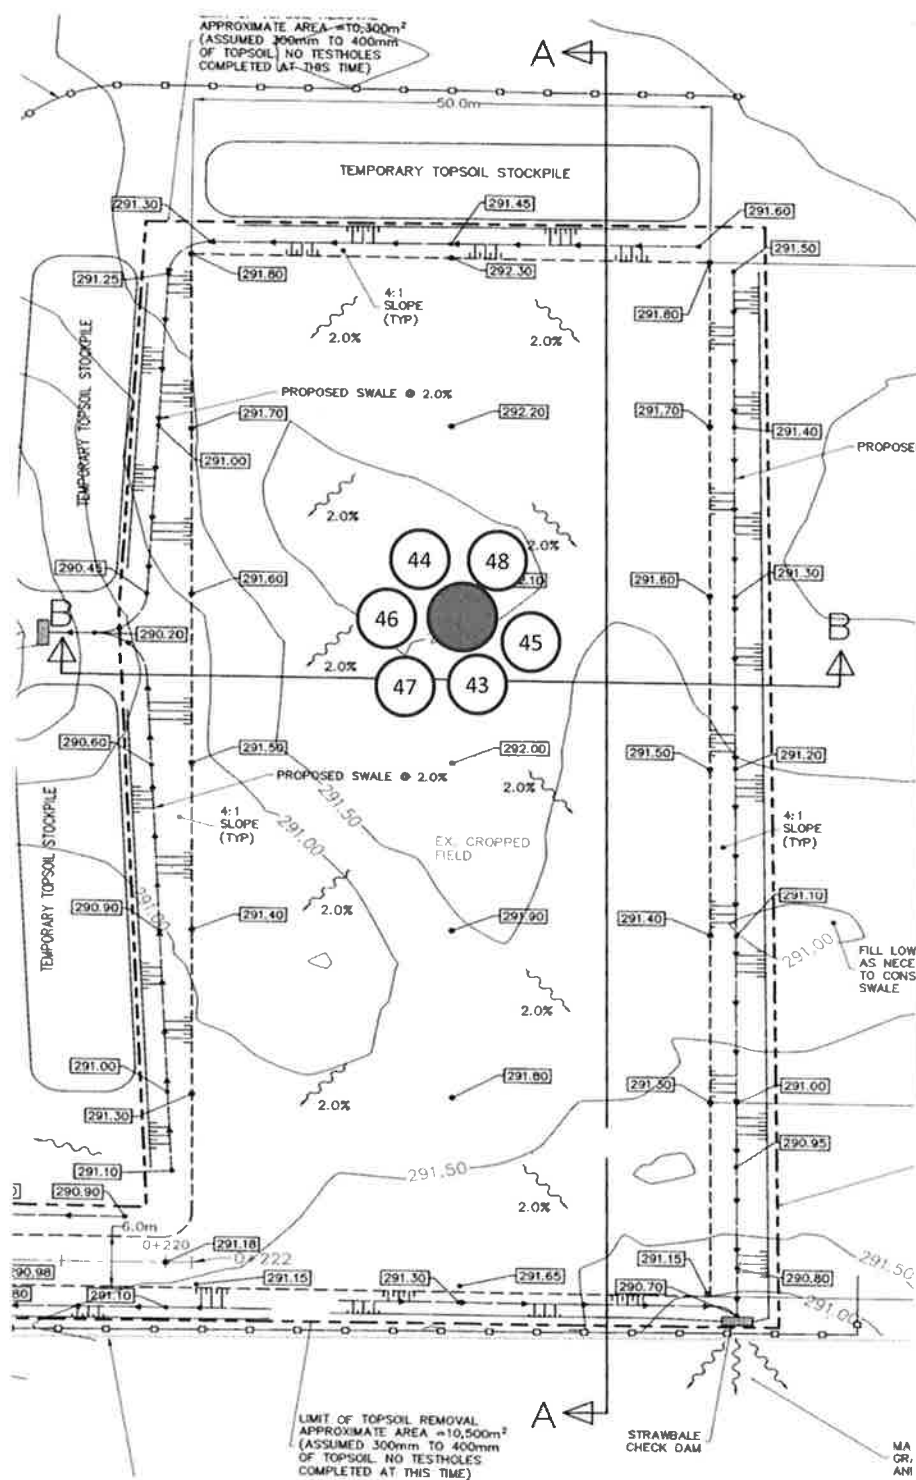 APPROXIMATE AREA =10,300m²
(ASSUMED 300mm TO 400mm
OF TOPSOIL NO TESTHOLES
COMPLETED AT THIS TIME)
A
50.0m
TEMPORARY TOPSOIL STOCKPILE
291.30
291.45
291.60
291.50
291.25
291.80
292.30
291.80
4:1
SLOPE
(TYP)
2.0%
2.0%
TEMPORARY TOPSOIL STOCKPILE
PROPOSED SWALE @ 2.0%
291.70
292.20
291.70
291.40
291.00
PROPOSE
2.0%
2.0%
44
48
290.45
291.60
2.10
291.60
291.30
46
B
290.20
45
B
2.0%
47
43
290.60
291.50
292.00
291.50
291.20
PROPOSED SWALE @ 2.0%
2.0%
291.50
4:1
SLOPE
(TYP)
291.00
4:1
SLOPE
(TYP)
EX. CROPPED
FIELD
TEMPORARY TOPSOIL STOCKPILE
291.00
290.90
291.40
2.0%
291.90
291.40
291.10
291.00
FILL LOW
AS NECE
TO CONS
SWALE
2.0%
291.00
291.30
2.0%
291.80
291.30
291.00
290.95
291.10
291.50
290.90
2.0%
6.0m
0+220
291.18
0+222
291.15
291.50
290.98
291.15
291.30
291.65
290.70
290.80
.80
291.10
291.00
A
LIMIT OF TOPSOIL REMOVAL
APPROXIMATE AREA =10,500m²
(ASSUMED 300mm TO 400mm
OF TOPSOIL NO TESTHOLES
COMPLETED AT THIS TIME)
STRAWBALE
CHECK DAM
MA
GR
AN